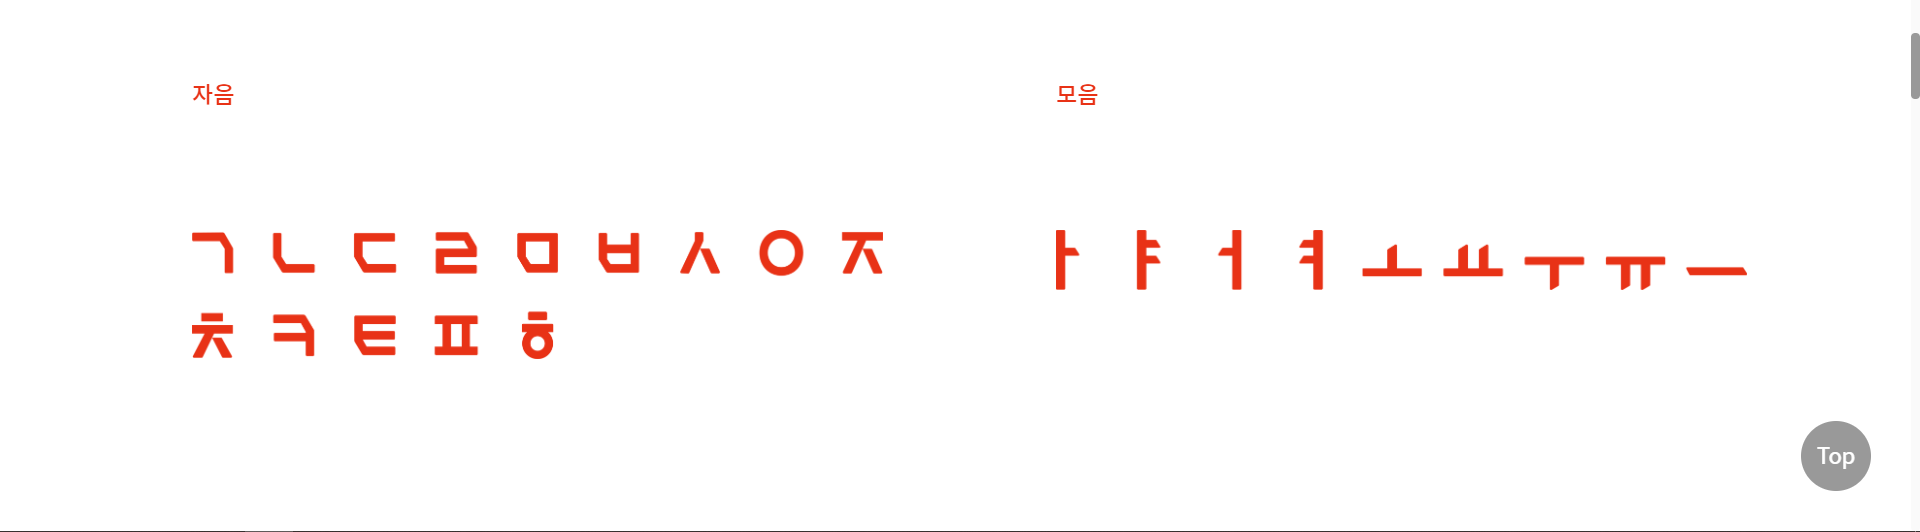 자음
ㄱ ㄴ ㄷ ㄹ ㅁ ㅂ ㅅ ㅇ ㅈ
ㅊ ㅋ ㅌ ㅍ ㅎ
모음
ㅏ ㅑ ㅓ ㅕ ㅗ ㅛ ㅜ ㅠ ㅡ
Top